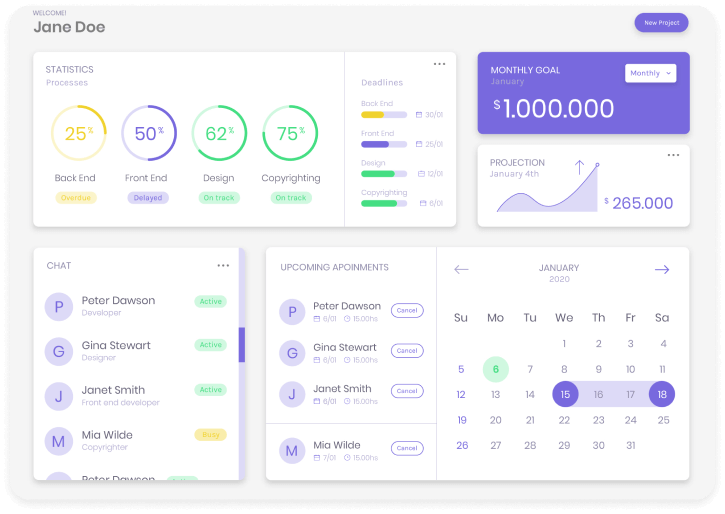 WELCOME!
Jane Doe
New Project
STATISTICS
Processes
25%
50%
62%
75%
Back End
Front End
Design
Copyrighting
Overdue
Delayed
On track
On track
Deadlines
Back End
30/01
Front End
25/01
Design
12/01
Copyrighting
6/01
MONTHLY GOAL
January
Monthly
$1.000.000
PROJECTION
January 4th
$265.000
CHAT
P
Peter Dawson
Developer
Active
G
Gina Stewart
Designer
Active
J
Janet Smith
Front end developer
Active
M
Mia Wilde
Copyrighter
Busy
Peter Dawson
UPCOMING APOINMENTS
P
Peter Dawson
6/01 15.00hs
Cancel
G
Gina Stewart
6/01 15.00hs
Cancel
J
Janet Smith
6/01 15.00hs
Cancel
M
Mia Wilde
7/01 15.00hs
Cancel
JANUARY
2020
Su Mo Tu We Th Fr Sa
1 2 3 4
5 6 7 8 9 10 11
12 13 14 15 16 17 18
19 20 21 22 23 24 25
26 27 28 29 30 31